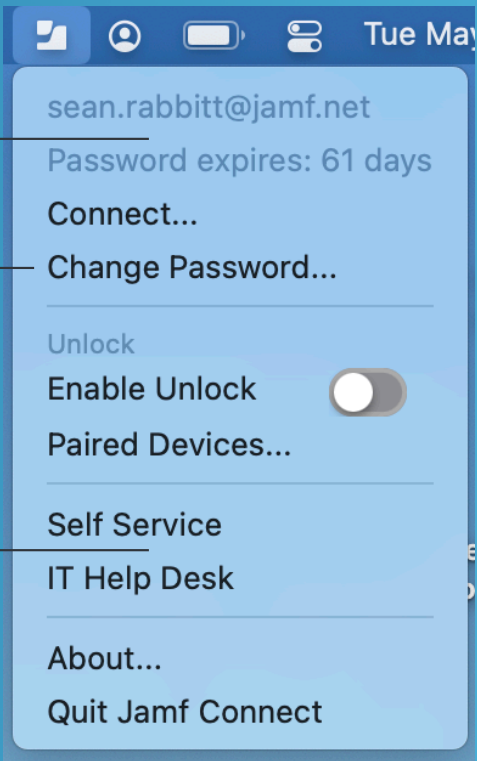 Tue May
sean.rabbitt@jamf.net
Password expires: 61 days
Connect...
Change Password...
Unlock
Enable Unlock
Paired Devices...
Self Service
IT Help Desk
About...
Quit Jamf Connect